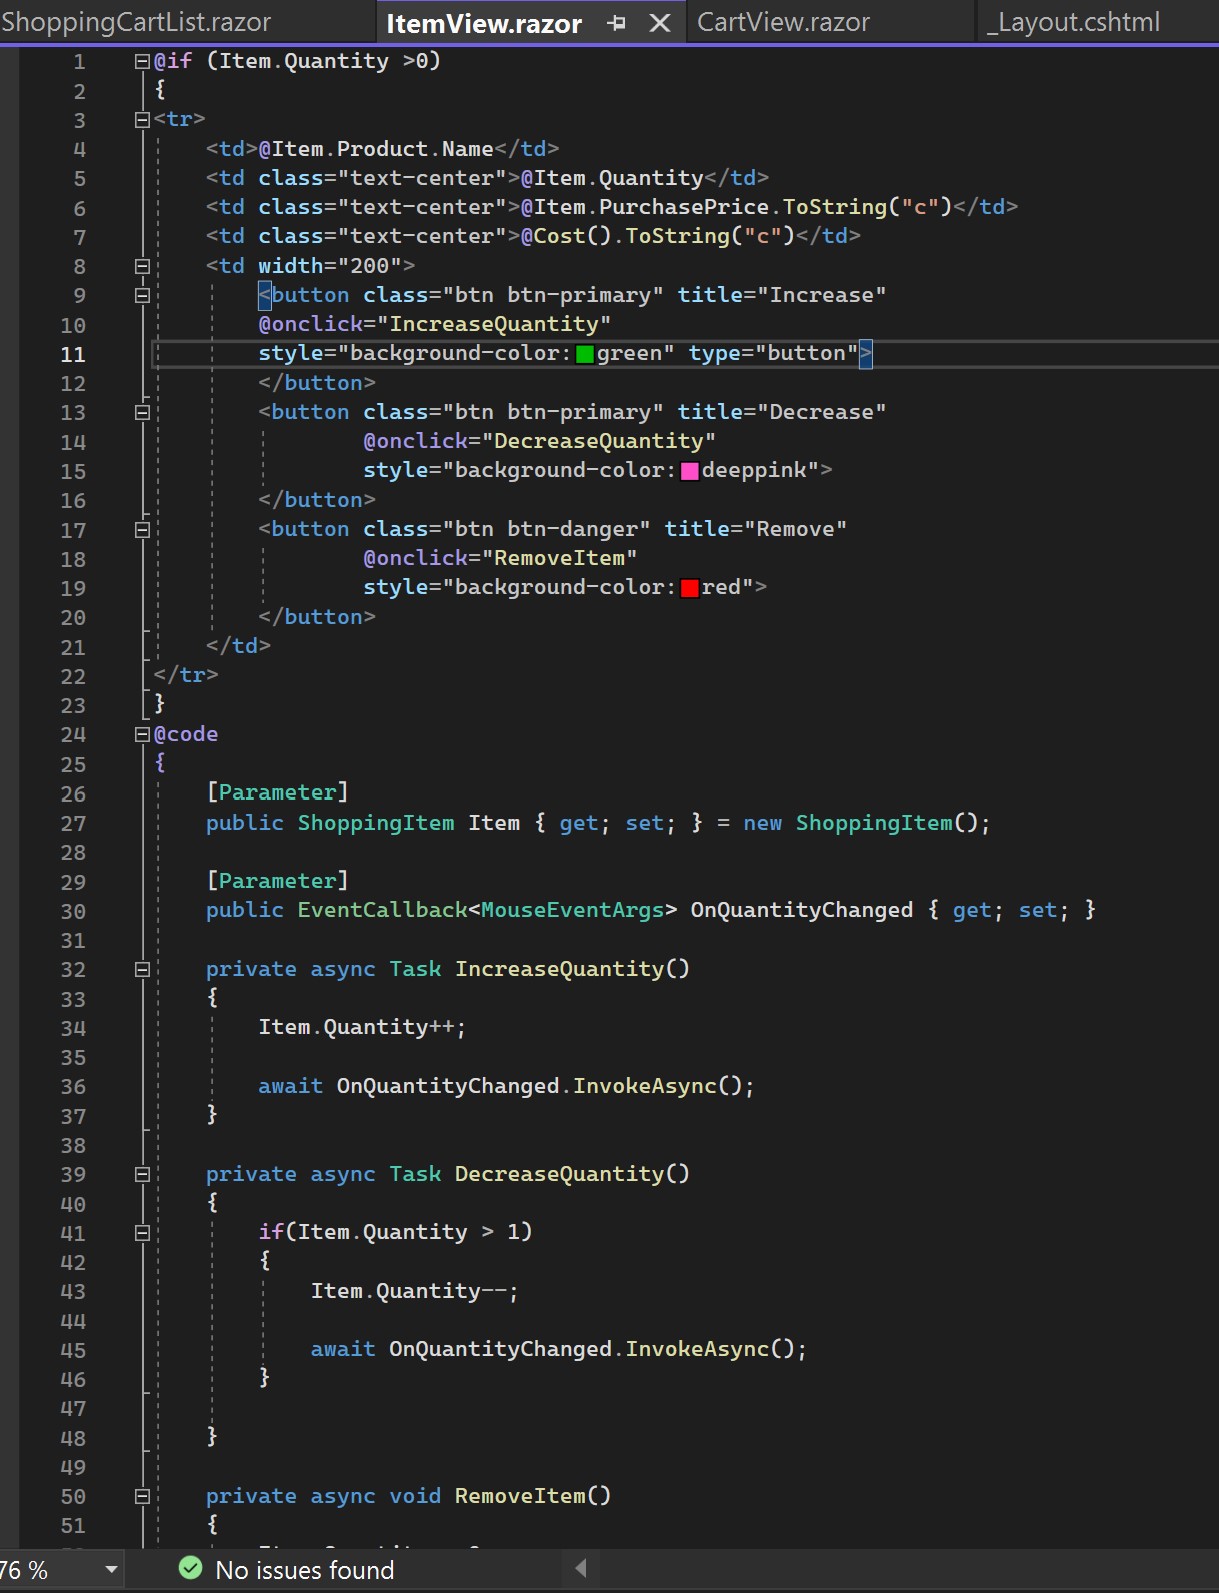 ShoppingCartList.razor ItemView.razor CartView.razor _Layout.cshtml
1 @if (Item.Quantity >0)
2 {
3 <tr>
4 <td>@Item.Product.Name</td>
5 <td class="text-center">@Item.Quantity</td>
6 <td class="text-center">@Item.PurchasePrice.ToString("c")</td>
7 <td class="text-center">@Cost().ToString("c")</td>
8 <td width="200">
9 <button class="btn btn-primary" title="Increase"
10 @onclick="IncreaseQuantity"
11 style="background-color:green" type="button">
12 </button>
13 <button class="btn btn-primary" title="Decrease"
14 @onclick="DecreaseQuantity"
15 style="background-color:deeppink">
16 </button>
17 <button class="btn btn-danger" title="Remove"
18 @onclick="RemoveItem"
19 style="background-color:red">
20 </button>
21 </td>
22 </tr>
23 }
24 @code
25 {
26 [Parameter]
27 public ShoppingItem Item { get; set; } = new ShoppingItem();
28
29 [Parameter]
30 public EventCallback<MouseEventArgs> OnQuantityChanged { get; set; }
31
32 private async Task IncreaseQuantity()
33 {
34 Item.Quantity++;
35
36 await OnQuantityChanged.InvokeAsync();
37 }
38
39 private async Task DecreaseQuantity()
40 {
41 if(Item.Quantity > 1)
42 {
43 Item.Quantity--;
44
45 await OnQuantityChanged.InvokeAsync();
46 }
47
48 }
49
50 private async void RemoveItem()
51 {
76 % No issues found